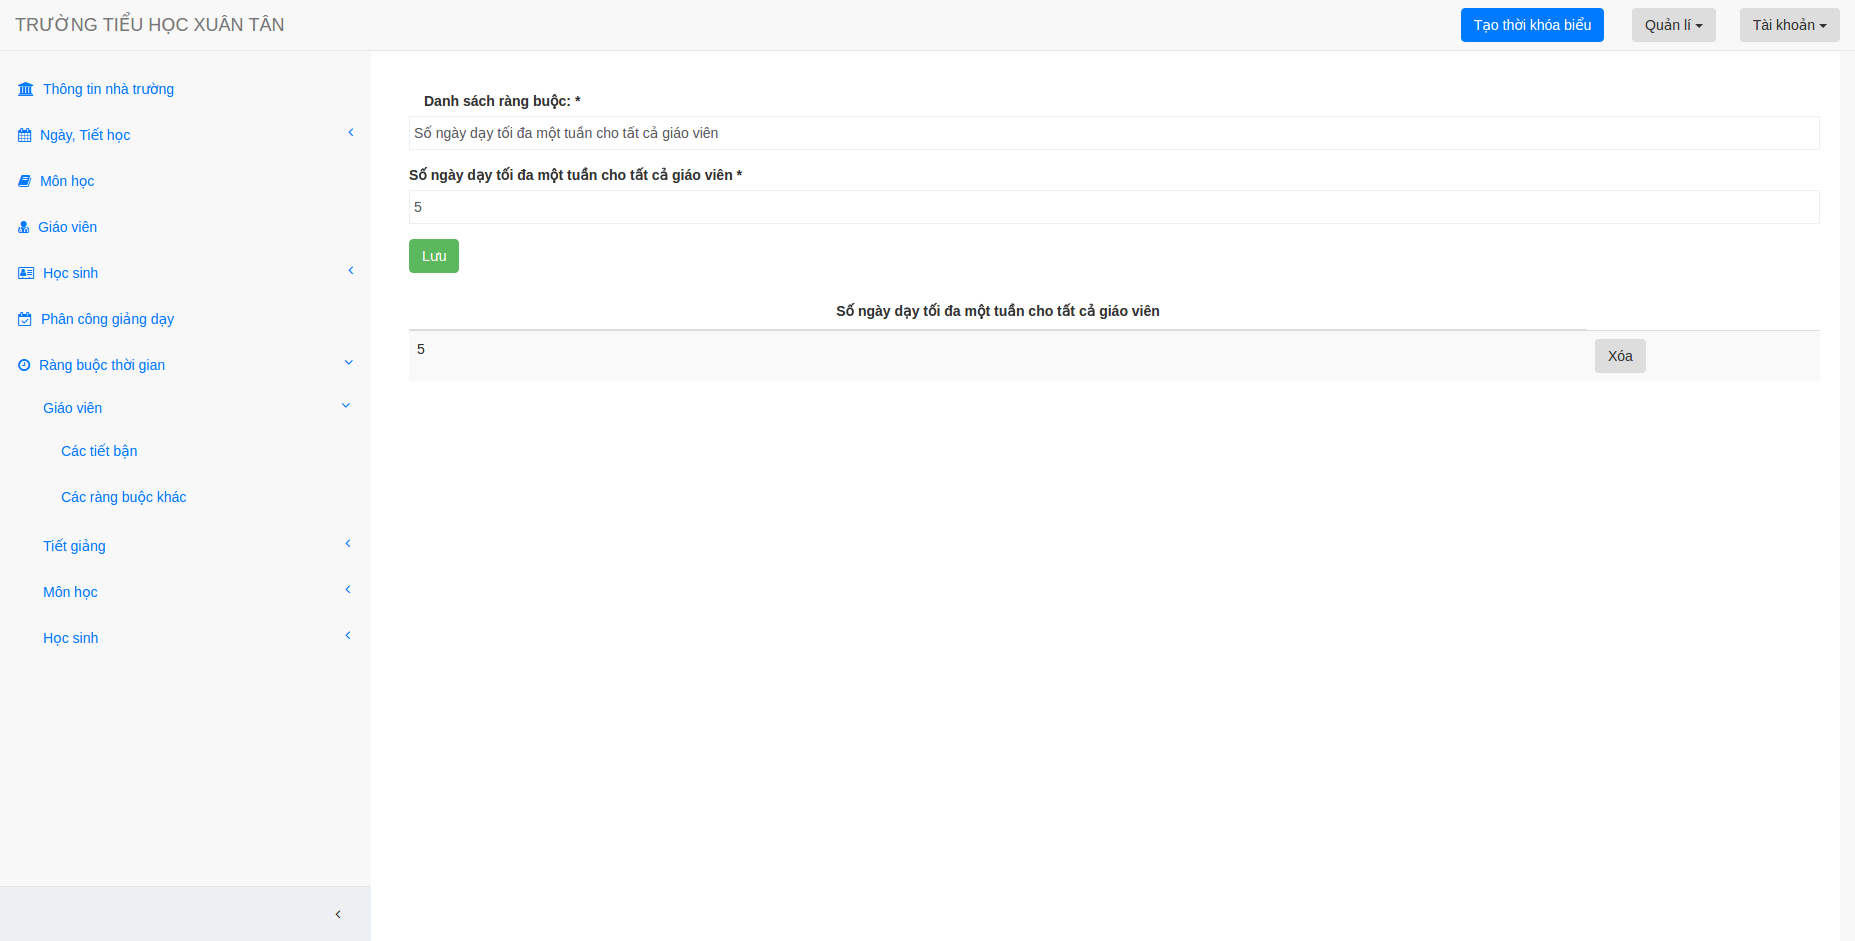 TRƯỜNG TIỂU HỌC XUÂN TÂN
Tạo thời khóa biểu
Quản lí
Tài khoản
Thông tin nhà trường
Ngày, Tiết học
Môn học
Giáo viên
Học sinh
Phân công giảng dạy
Ràng buộc thời gian
Giáo viên
Các tiết bận
Các ràng buộc khác
Tiết giảng
Môn học
Học sinh
Danh sách ràng buộc: *
Số ngày dạy tối đa một tuần cho tất cả giáo viên
Số ngày dạy tối đa một tuần cho tất cả giáo viên *
5
Lưu
Số ngày dạy tối đa một tuần cho tất cả giáo viên
5
Xóa